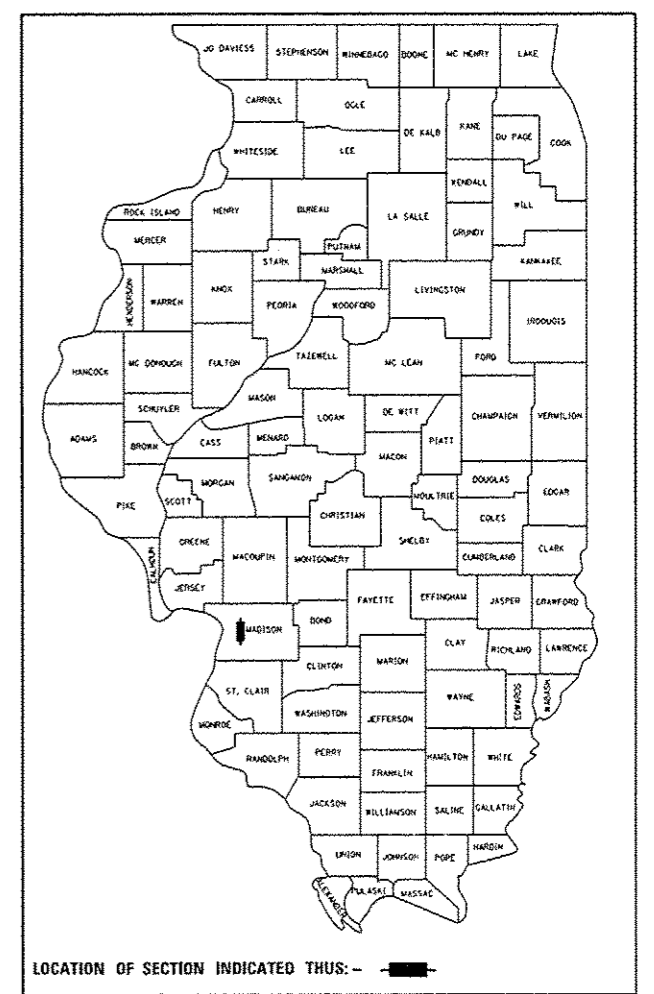 JO DAVIESS STEPHENSON WINNEBAGO BOONE MC HENRY LAKE
CARROLL OGLE DE KALB KANE DU PAGE COOK
WHITESIDE LEE
KENDALL WILL
ROCK ISLAND HENRY BUREAU LA SALLE GRUNDY
MERCER PUTNAM KANKAKEE
HENDERSON WARREN KNOX STARK MARSHALL LIVINGSTON
PEORIA WOODFORD IROQUOIS
HANCOCK MC DONOUGH FULTON TAZEWELL MC LEAN FORD
MASON
SCHUYLER LOGAN DE WITT CHAMPAIGN VERMILION
ADAMS BROWN CASS MENARD PIATT
MACON
PIKE SCOTT MORGAN SANGAMON MOULTRIE DOUGLAS EDGAR
CHRISTIAN COLES
CALHOUN GREENE MACOUPIN MONTGOMERY SHELBY CUMBERLAND CLARK
JERSEY
FAYETTE EFFINGHAM JASPER CRAWFORD
MADISON BOND
CLAY RICHLAND LAWRENCE
CLINTON MARION
ST. CLAIR WAYNE EDWARDS WABASH
MONROE WASHINGTON JEFFERSON
RANDOLPH PERRY HAMILTON WHITE
FRANKLIN
JACKSON WILLIAMSON SALINE GALLATIN
UNION JOHNSON POPE HARDIN
ALEXANDER PULASKI MASSAC
LOCATION OF SECTION INDICATED THUS: -